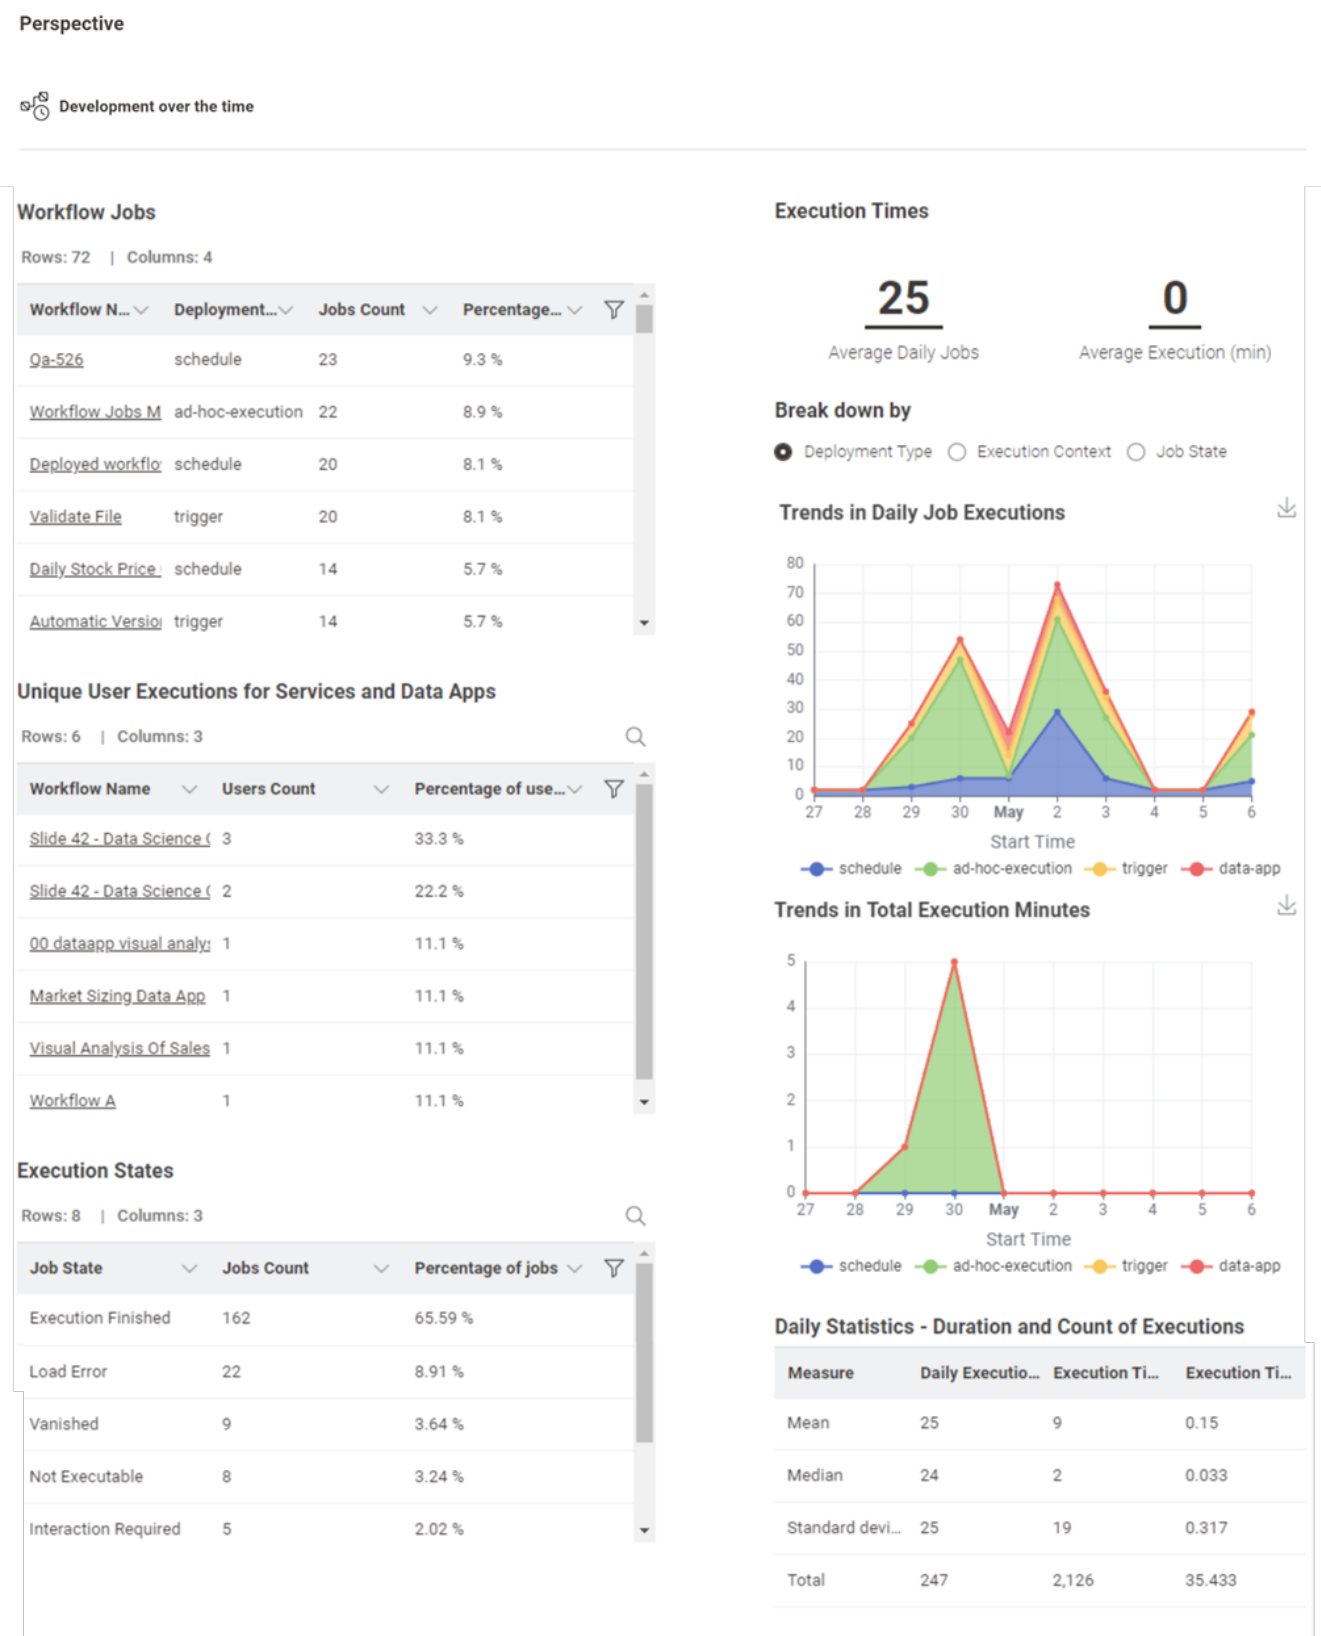 Perspective
Development over the time
Workflow Jobs
Rows: 72 | Columns: 4
Workflow N... Deployment... Jobs Count Percentage...
Qa-526 schedule 23 9.3 %
Workflow Jobs M ad-hoc-execution 22 8.9 %
Deployed workflo schedule 20 8.1 %
Validate File trigger 20 8.1 %
Daily Stock Price schedule 14 5.7 %
Automatic Version trigger 14 5.7 %
Unique User Executions for Services and Data Apps
Rows: 6 | Columns: 3
Workflow Name Users Count Percentage of use...
Slide 42 - Data Science 3 33.3 %
Slide 42 - Data Science 2 22.2 %
00 dataapp visual analys 1 11.1 %
Market Sizing Data App 1 11.1 %
Visual Analysis Of Sales 1 11.1 %
Workflow A 1 11.1 %
Execution States
Rows: 8 | Columns: 3
Job State Jobs Count Percentage of jobs
Execution Finished 162 65.59 %
Load Error 22 8.91 %
Vanished 9 3.64 %
Not Executable 8 3.24 %
Interaction Required 5 2.02 %
Execution Times
25 0
Average Daily Jobs Average Execution (min)
Break down by
Deployment Type Execution Context Job State
Trends in Daily Job Executions
80
70
60
50
40
30
20
10
0
27 28 29 30 May 2 3 4 5 6
Start Time
schedule ad-hoc-execution trigger data-app
Trends in Total Execution Minutes
5
4
3
2
1
0
27 28 29 30 May 2 3 4 5 6
Start Time
schedule ad-hoc-execution trigger data-app
Daily Statistics - Duration and Count of Executions
Measure Daily Executio... Execution Ti... Execution Ti...
Mean 25 9 0.15
Median 24 2 0.033
Standard devi... 25 19 0.317
Total 247 2,126 35.433